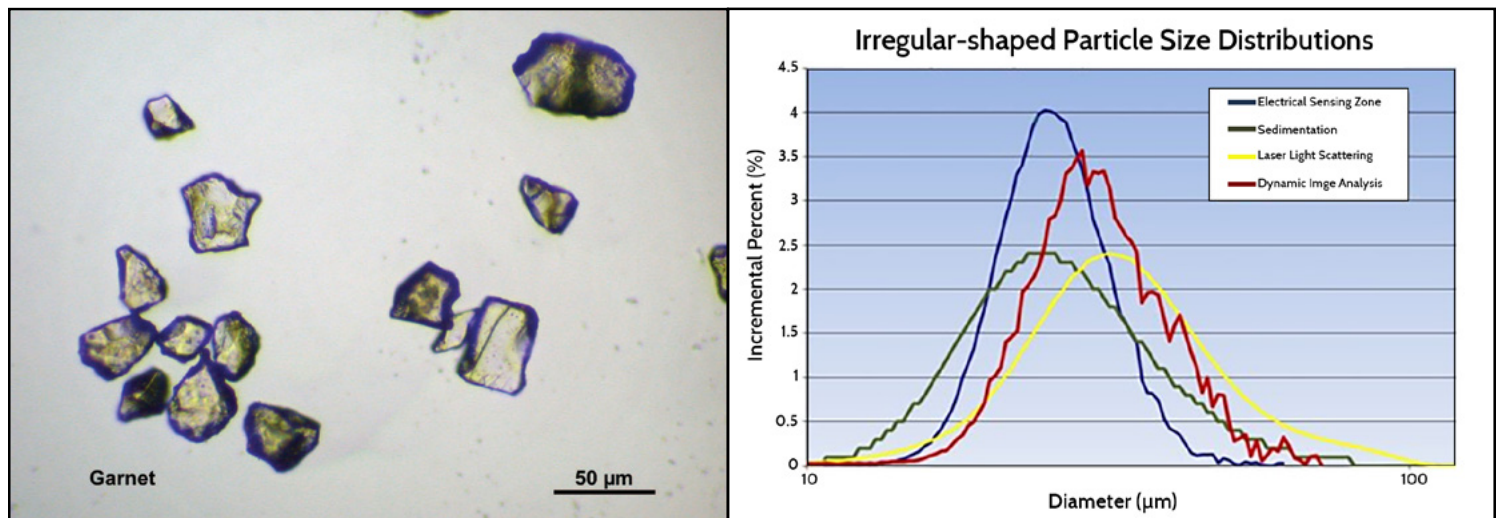 Garnet
50 µm
Irregular-shaped Particle Size Distributions
Incremental Percent (%)
4.5
4
3.5
3
2.5
2
1.5
1
0.5
0
Electrical Sensing Zone
Sedimentation
Laser Light Scattering
Dynamic Imge Analysis
10
100
Diameter (µm)